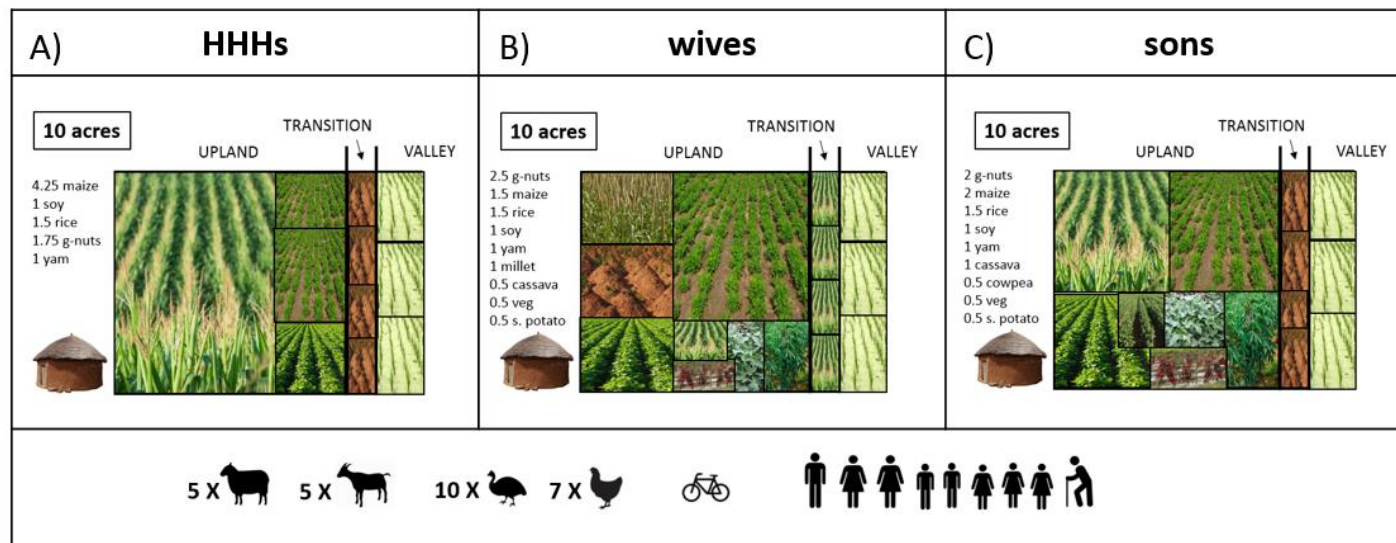 A)
HHHs
B)
wives
C)
sons
10 acres
TRANSITION
UPLAND
VALLEY
4.25 maize
1 soy
1.5 rice
1.75 g-nuts
1 yam
10 acres
TRANSITION
UPLAND
VALLEY
2.5 g-nuts
1.5 maize
1.5 rice
1 soy
1 yam
1 millet
0.5 cassava
0.5 veg
0.5 s. potato
10 acres
TRANSITION
UPLAND
VALLEY
2 g-nuts
2 maize
1.5 rice
1 soy
1 yam
1 cassava
0.5 cowpea
0.5 veg
0.5 s. potato
5 X
5 X
10 X
7 X